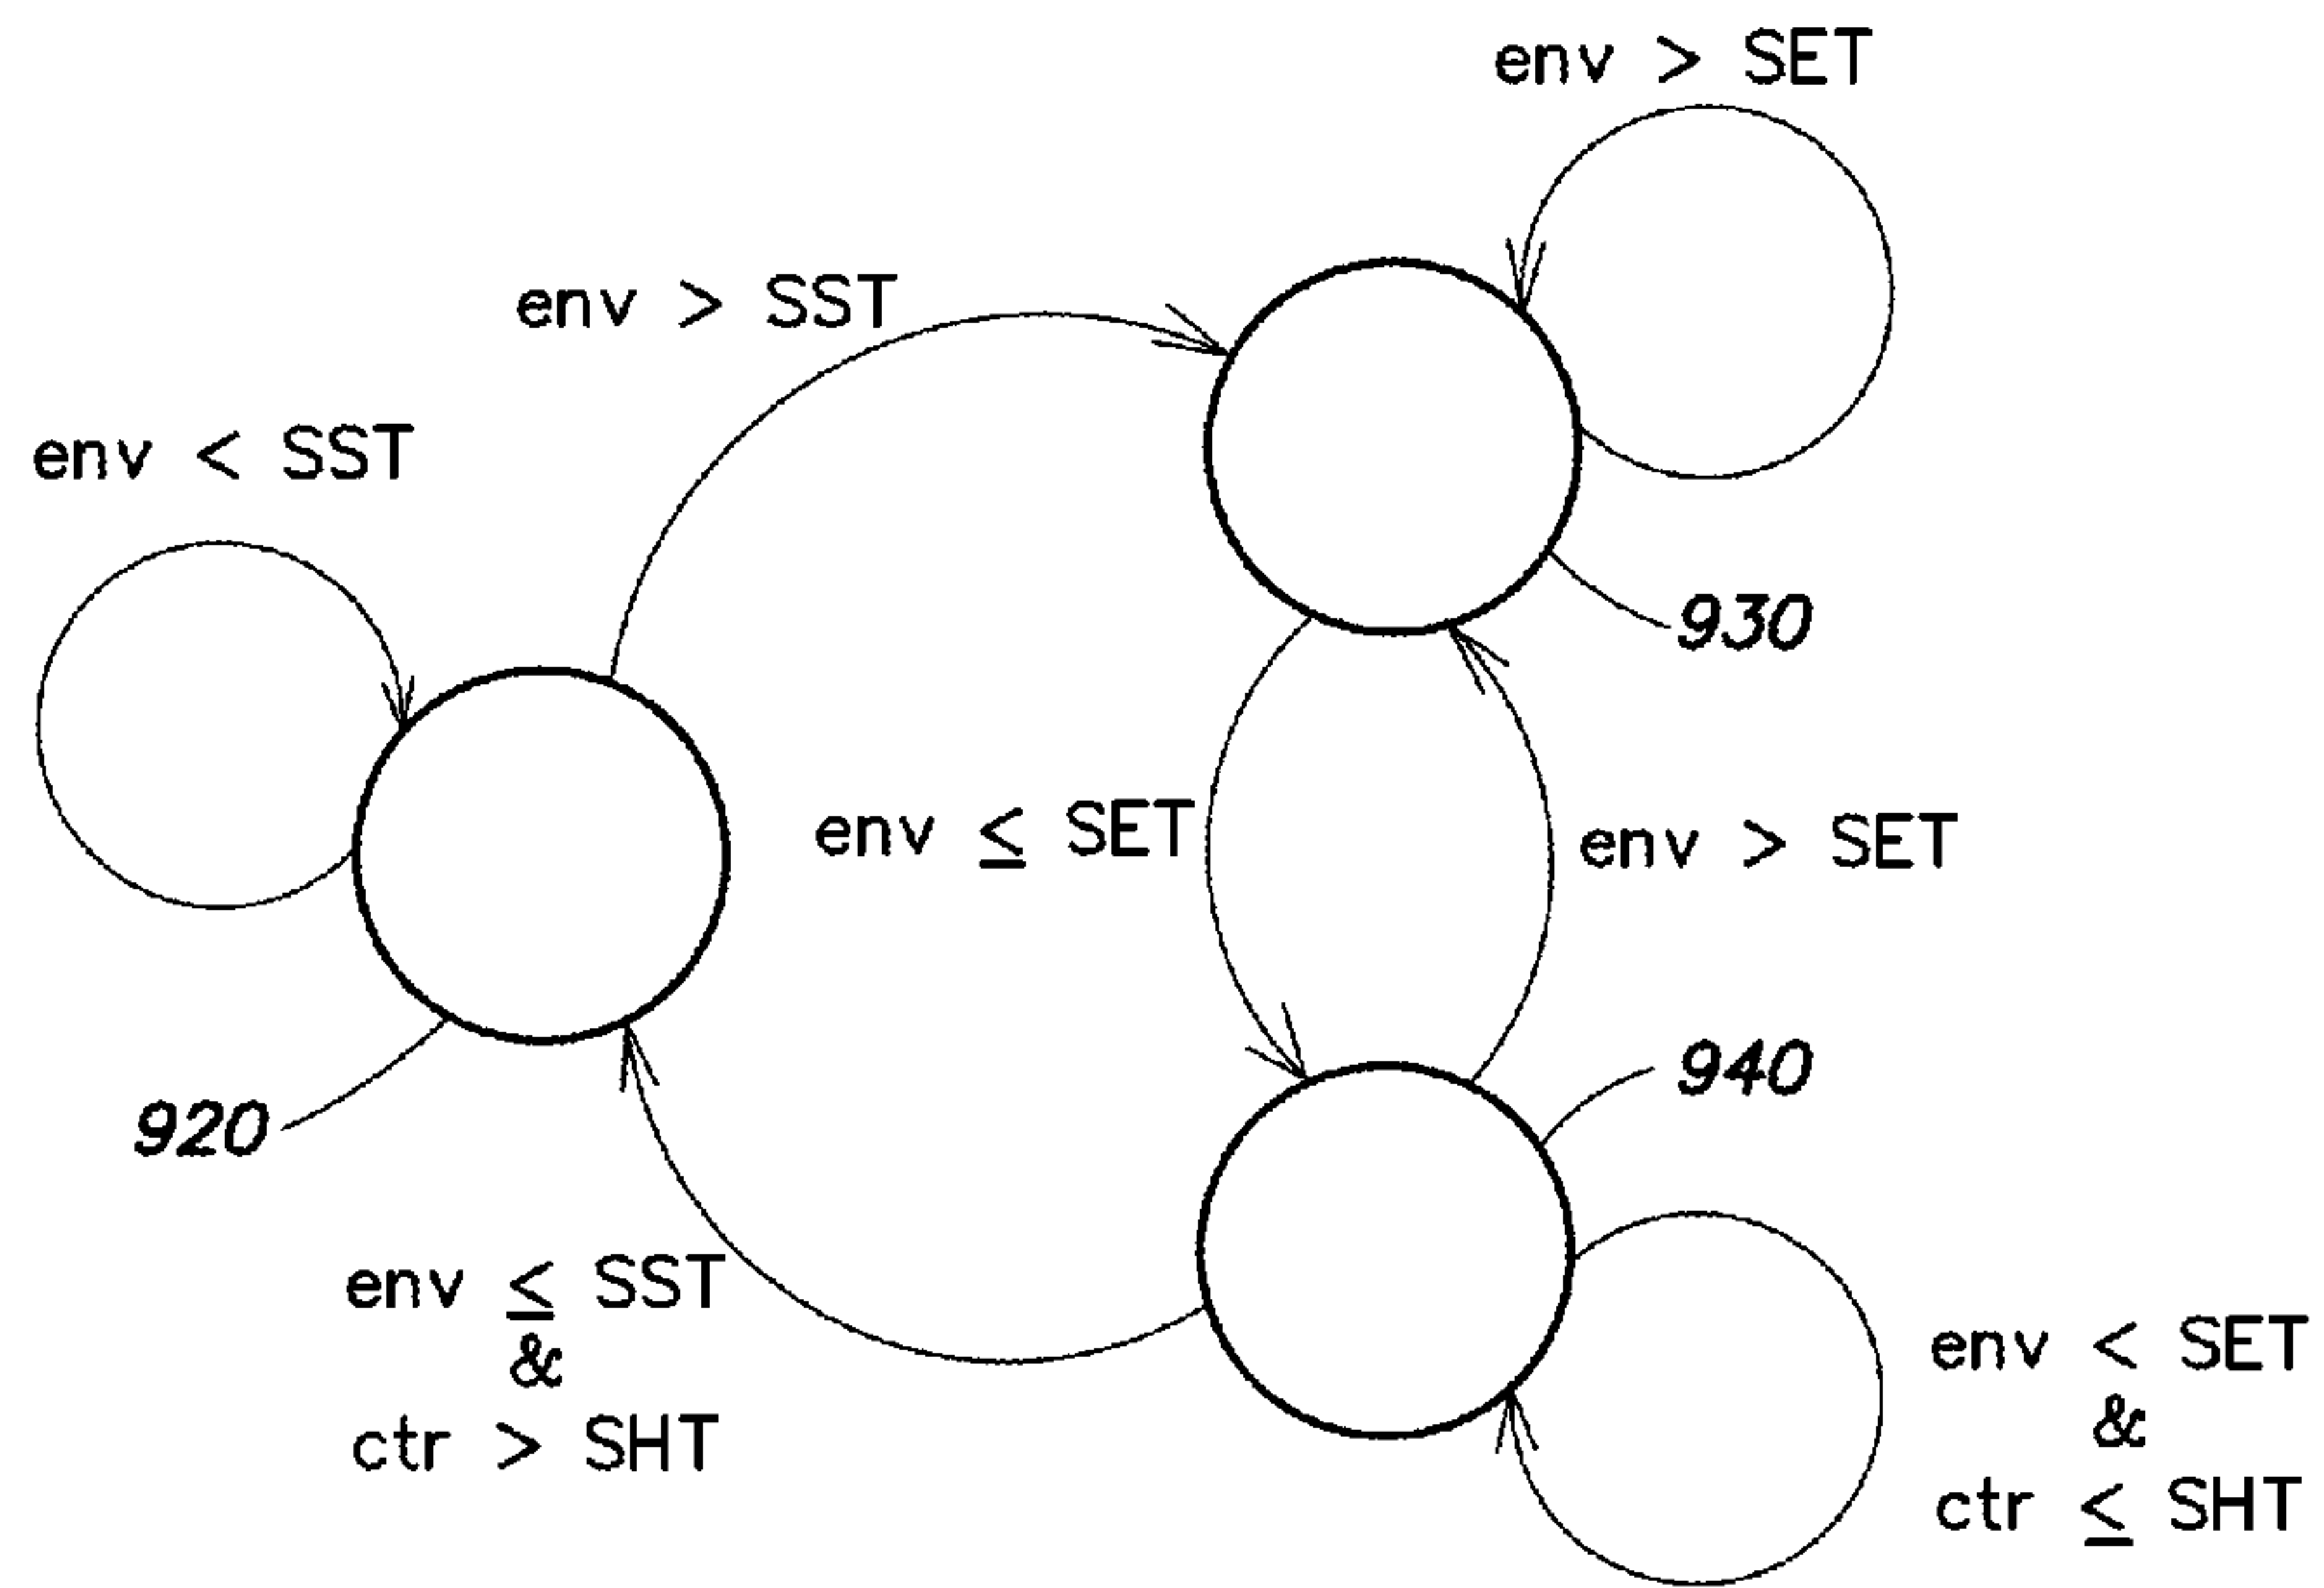 env > SET
env > SST
env < SST
930
env ≤ SET
env > SET
940
920
env ≤ SST
&
ctr > SHT
env < SET
&
ctr ≤ SHT